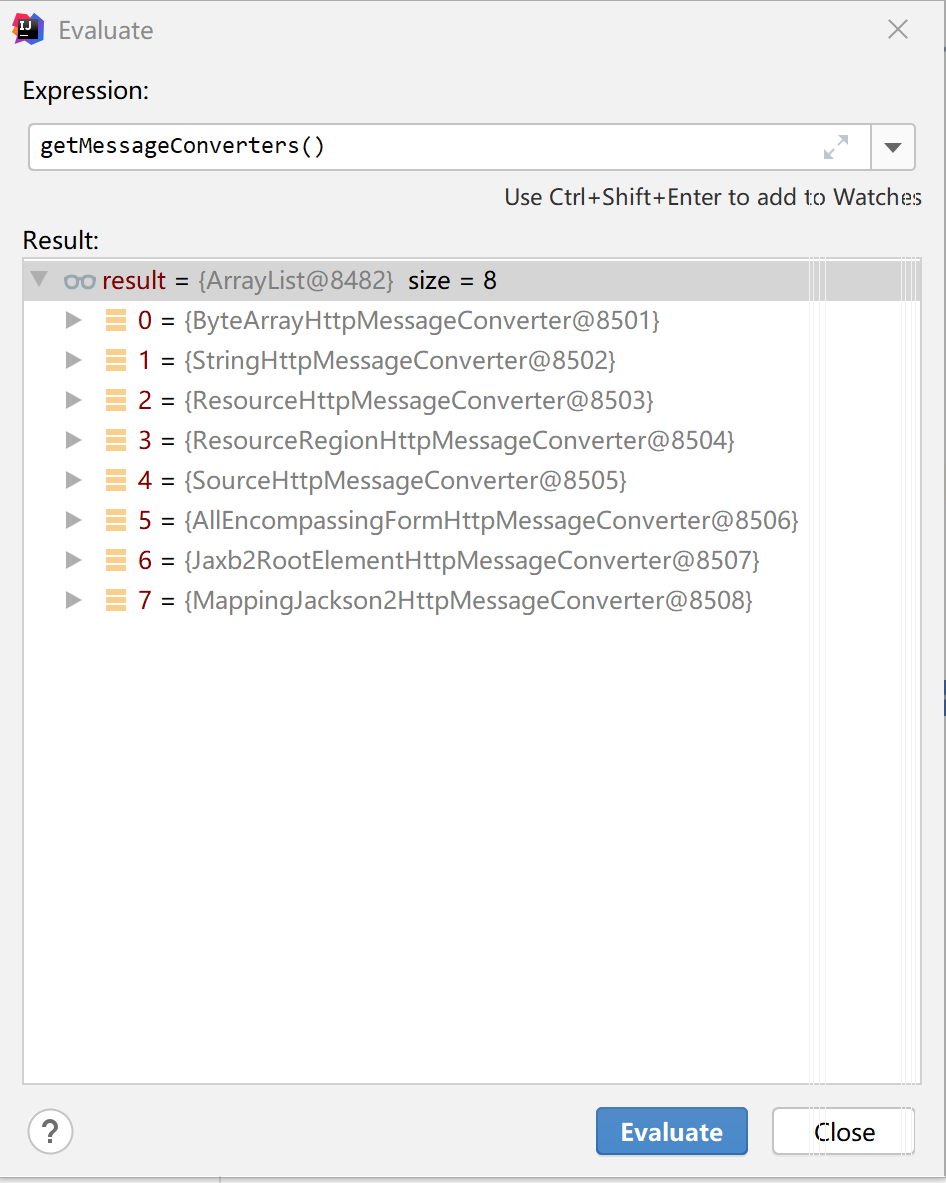 Evaluate
Expression:
getMessageConverters()
Use Ctrl+Shift+Enter to add to Watches
Result:
result = {ArrayList@8482} size = 8
0 = {ByteArrayHttpMessageConverter@8501}
1 = {StringHttpMessageConverter@8502}
2 = {ResourceHttpMessageConverter@8503}
3 = {ResourceRegionHttpMessageConverter@8504}
4 = {SourceHttpMessageConverter@8505}
5 = {AllEncompassingFormHttpMessageConverter@8506}
6 = {Jaxb2RootElementHttpMessageConverter@8507}
7 = {MappingJackson2HttpMessageConverter@8508}
? Evaluate Close